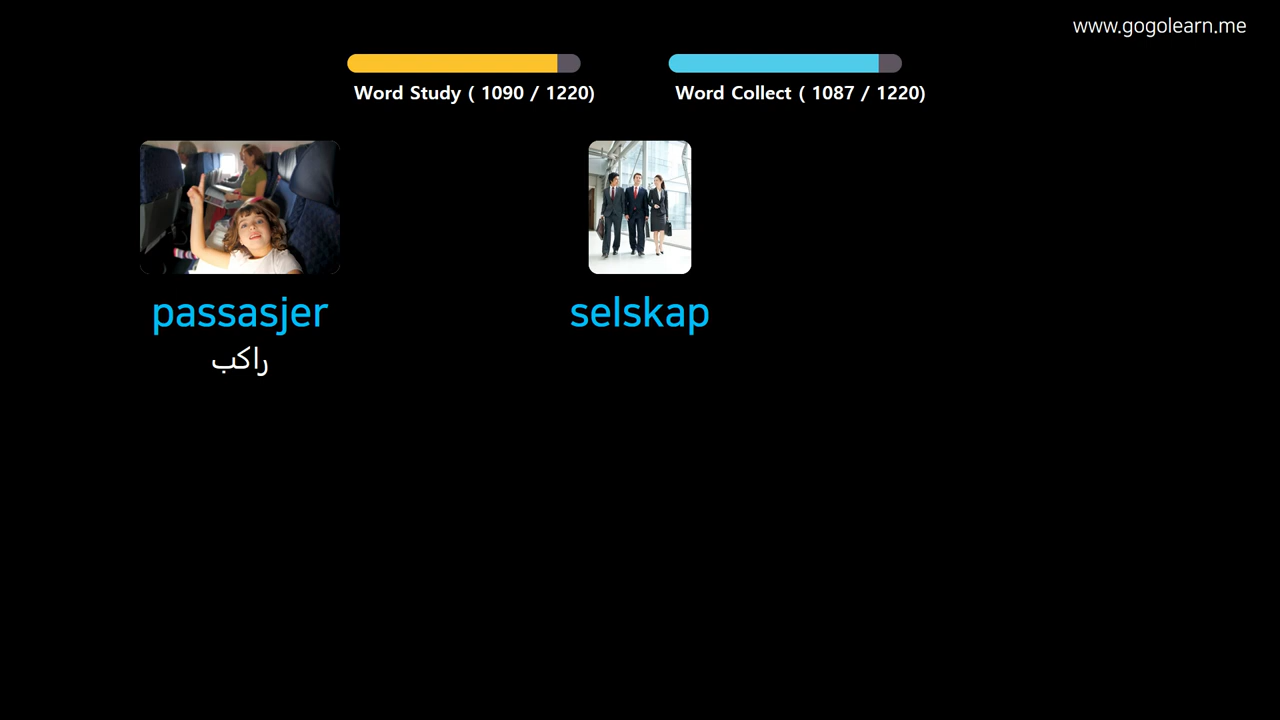 www.gogolearn.me
Word Study ( 1090 / 1220)
Word Collect ( 1087 / 1220)
passasjer
راكب
selskap